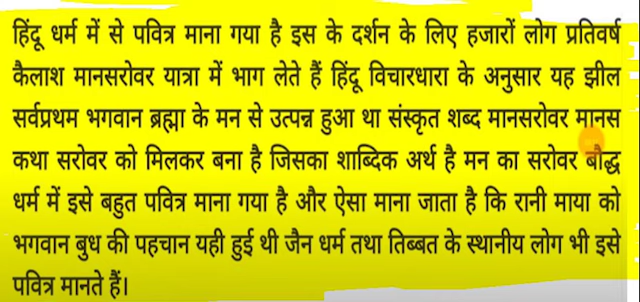 हिंदू धर्म में से पवित्र माना गया है इस के दर्शन के लिए हजारों लोग प्रतिवर्ष
कैलाश मानसरोवर यात्रा में भाग लेते हैं हिंदू विचारधारा के अनुसार यह झील
सर्वप्रथम भगवान ब्रह्मा के मन से उत्पन्न हुआ था संस्कृत शब्द मानसरोवर मानस
कथा सरोवर को मिलकर बना है जिसका शाब्दिक अर्थ है मन का सरोवर बौद्ध
धर्म में इसे बहुत पवित्र माना गया है और ऐसा माना जाता है कि रानी माया को
भगवान बुध की पहचान यही हुई थी जैन धर्म तथा तिब्बत के स्थानीय लोग भी इसे
पवित्र मानते हैं।